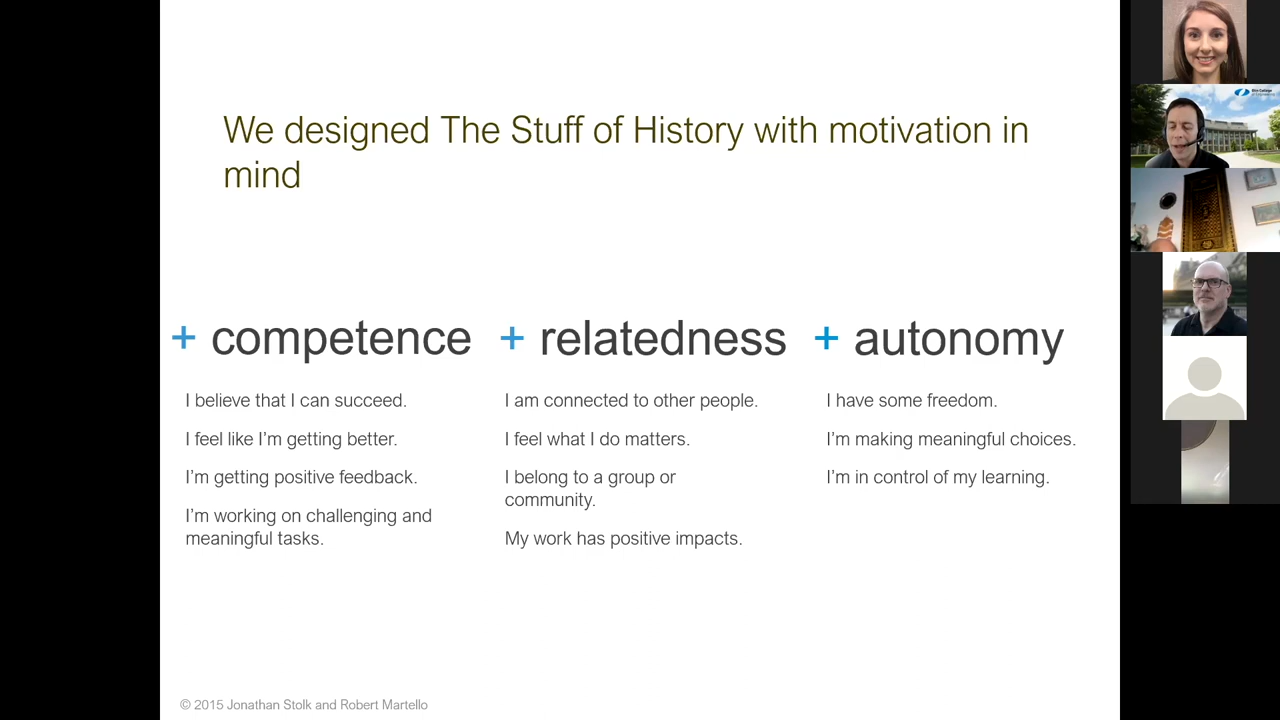 We designed The Stuff of History with motivation in
mind
+ competence
I believe that I can succeed.
I feel like I'm getting better.
I'm getting positive feedback.
I'm working on challenging and
meaningful tasks.
+ relatedness
I am connected to other people.
I feel what I do matters.
I belong to a group or
community.
My work has positive impacts.
+ autonomy
I have some freedom.
I'm making meaningful choices.
I'm in control of my learning.
© 2015 Jonathan Stolk and Robert Martello